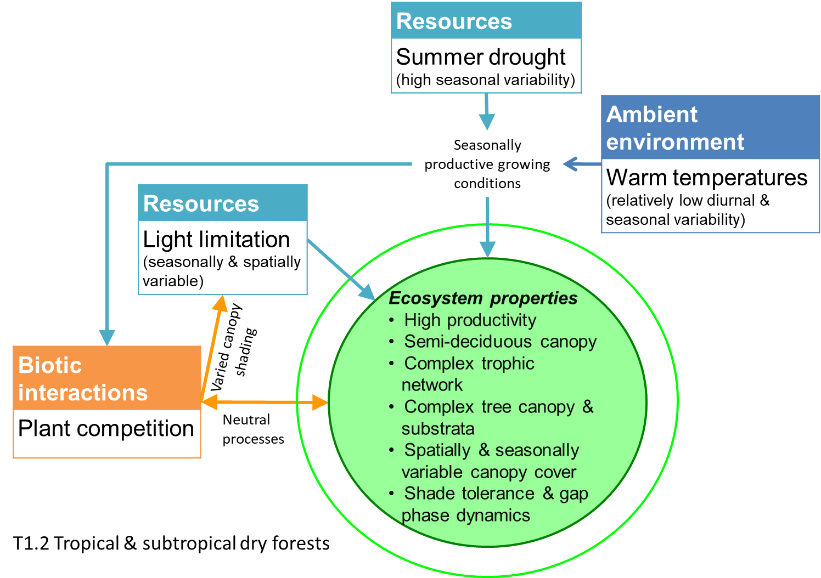 Resources
Summer drought
(high seasonal variability)
Ambient
environment
Warm temperatures
(relatively low diurnal &
seasonal variability)
Seasonally
productive growing
conditions
Resources
Light limitation
(seasonally & spatially
variable)
Varied canopy
shading
Biotic
interactions
Plant competition
Neutral
processes
Ecosystem properties
• High productivity
• Semi-deciduous canopy
• Complex trophic
network
• Complex tree canopy &
substrata
• Spatially & seasonally
variable canopy cover
• Shade tolerance & gap
phase dynamics
T1.2 Tropical & subtropical dry forests